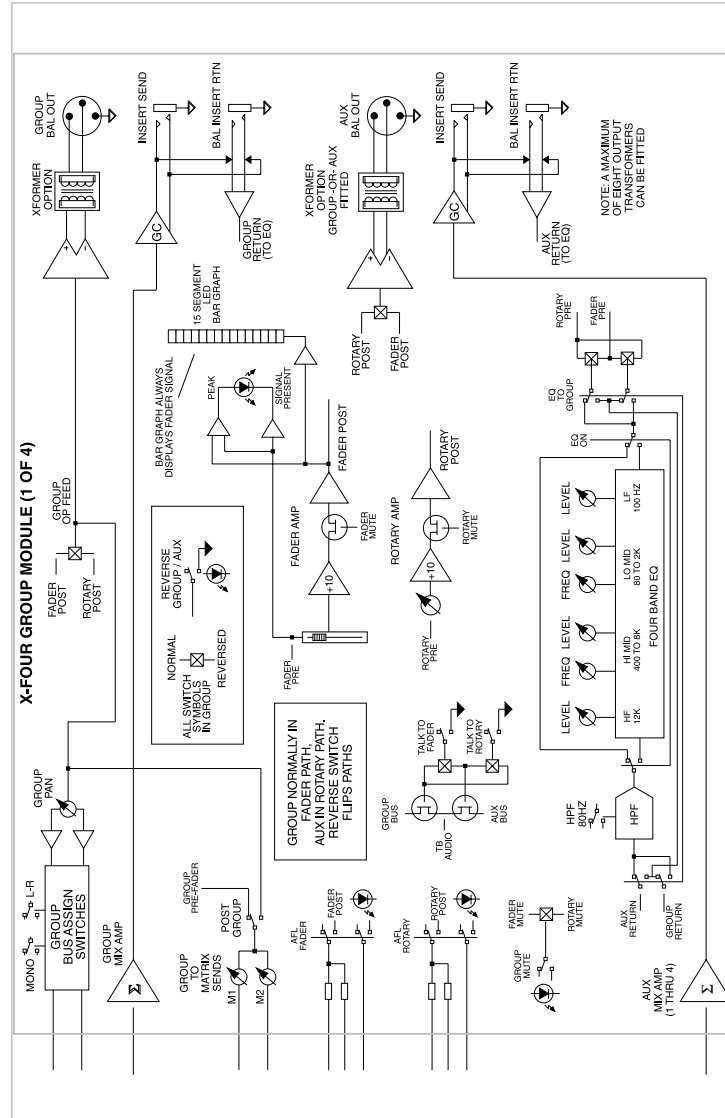 X-FOUR GROUP MODULE (1 OF 4)
MONO
L-R
GROUP
BUS ASSIGN
SWITCHES
GROUP
PAN
FADER
POST
ROTARY
POST
GROUP
OP FEED
XFORMER
OPTION
GROUP
BAL OUT
GROUP
MIX AMP
Σ
GC
INSERT SEND
BAL INSERT RTN
GROUP
RETURN
(TO EQ)
GROUP
TO
MATRIX
SENDS
M1
M2
POST
GROUP
GROUP
PRE-FADER
NORMAL
ALL SWITCH
SYMBOLS
IN GROUP
REVERSED
REVERSE
GROUP / AUX
BAR GRAPH ALWAYS
DISPLAYS FADER SIGNAL
15 SEGMENT
LED
BAR GRAPH
PEAK
SIGNAL
PRESENT
GROUP NORMALLY IN
FADER PATH,
AUX IN ROTARY PATH.
REVERSE SWITCH
FLIPS PATHS
FADER
PRE
+10
FADER AMP
FADER
MUTE
FADER POST
AFL
FADER
FADER
POST
XFORMER
OPTION
GROUP -OR- AUX
FITTED
AUX
BAL OUT
+
-
+
-
ROTARY
POST
FADER
POST
ROTARY
PRE
+10
ROTARY AMP
ROTARY
MUTE
ROTARY
POST
AFL
ROTARY
ROTARY
POST
GROUP
BUS
TB
AUDIO
AUX
BUS
TALK TO
FADER
TALK TO
ROTARY
GROUP
MUTE
FADER
MUTE
ROTARY
MUTE
INSERT SEND
BAL INSERT RTN
GC
AUX
RETURN
(TO EQ)
NOTE: A MAXIMUM
OF EIGHT OUTPUT
TRANSFORMERS
CAN BE FITTED
AUX
RETURN
GROUP
RETURN
HPF
80HZ
HPF
LEVEL
FREQ
LEVEL
FREQ
LEVEL
LEVEL
HF
12K
HI MID
400 TO 8K
LO MID
80 TO 2K
LF
100 HZ
FOUR BAND EQ
EQ
ON
EQ
TO
GROUP
ROTARY
PRE
FADER
PRE
AUX
MIX AMP
(1 THRU 4)
Σ